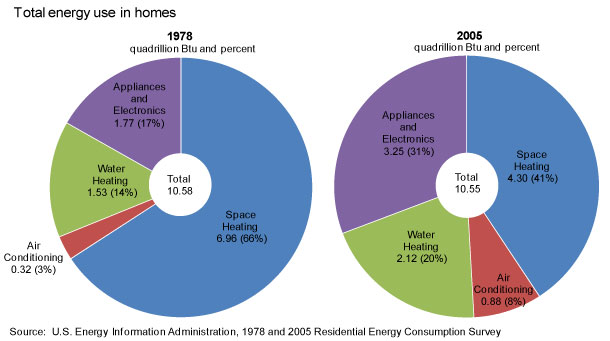 Total energy use in homes
1978
quadrillion Btu and percent
Appliances
and
Electronics
1.77 (17%)
Water
Heating
1.53 (14%)
Air
Conditioning
0.32 (3%)
Total
10.58
Space
Heating
6.96 (66%)
2005
quadrillion Btu and percent
Appliances
and
Electronics
3.25 (31%)
Space
Heating
4.30 (41%)
Total
10.55
Water
Heating
2.12 (20%)
Air
Conditioning
0.88 (8%)
Source: U.S. Energy Information Administration, 1978 and 2005 Residential Energy Consumption Survey